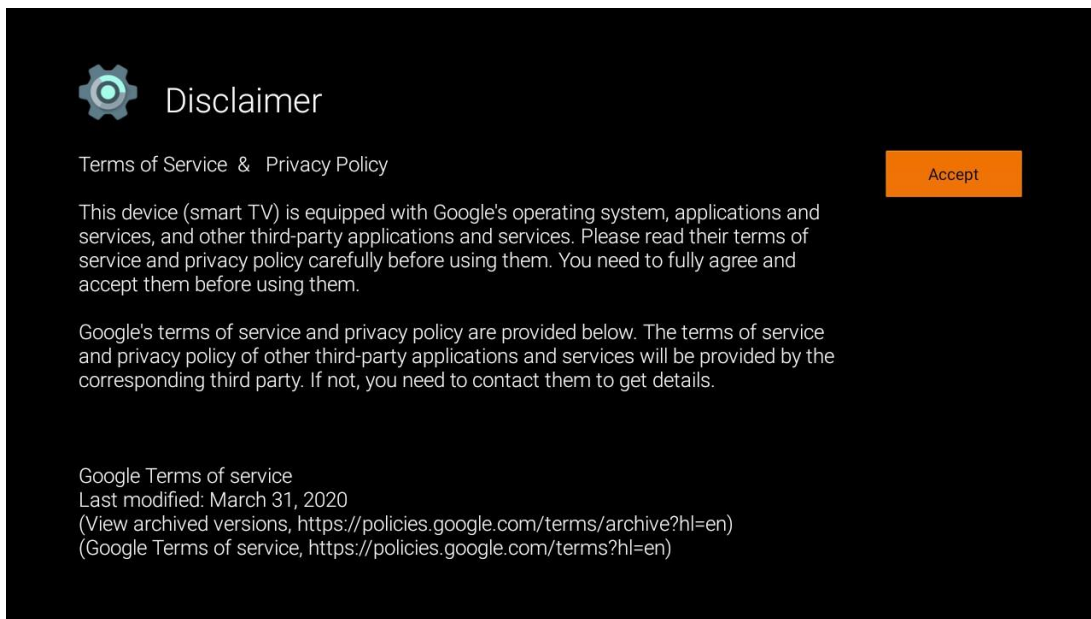 Disclaimer
Terms of Service & Privacy Policy
Accept
This device (smart TV) is equipped with Google's operating system, applications and
services, and other third-party applications and services. Please read their terms of
service and privacy policy carefully before using them. You need to fully agree and
accept them before using them.
Google's terms of service and privacy policy are provided below. The terms of service
and privacy policy of other third-party applications and services will be provided by the
corresponding third party. If not, you need to contact them to get details.
Google Terms of service
Last modified: March 31, 2020
(View archived versions, https://policies.google.com/terms/archive?hl=en)
(Google Terms of service, https://policies.google.com/terms?hl=en)